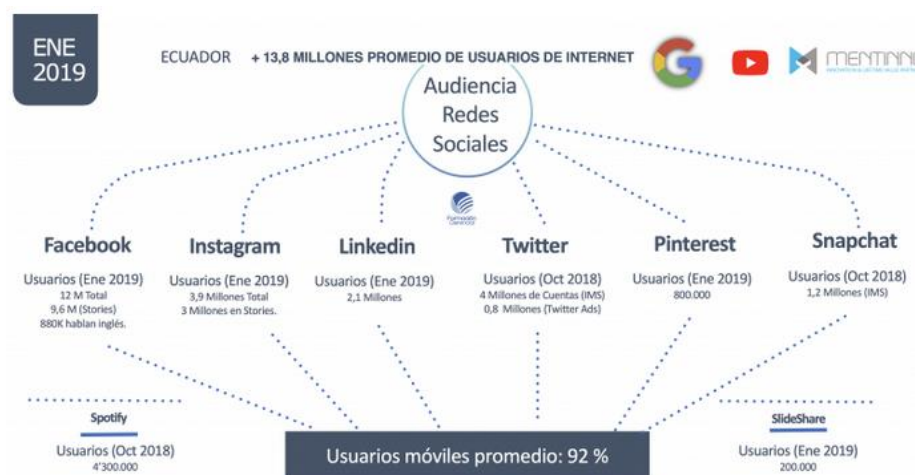 ENE
2019
ECUADOR + 13,8 MILLONES PROMEDIO DE USUARIOS DE INTERNET
MENTINNO
Audiencia
Redes
Sociales
Formación
Gerencial
Facebook
Usuarios (Ene 2019)
12 M Total
9,6 M (Stories)
880K hablan inglés.
Instagram
Usuarios (Ene 2019)
3,9 Millones Total
3 Millones en Stories.
Linkedin
Usuarios (Ene 2019)
2,1 Millones
Twitter
Usuarios (Oct 2018)
4 Millones de Cuentas (IMS)
0,8 Millones (Twitter Ads)
Pinterest
Usuarios (Ene 2019)
800.000
Snapchat
Usuarios (Oct 2018)
1,2 Millones (IMS)
Spotify
Usuarios (Oct 2018)
4'300.000
Usuarios móviles promedio: 92 %
SlideShare
Usuarios (Ene 2019)
200.000